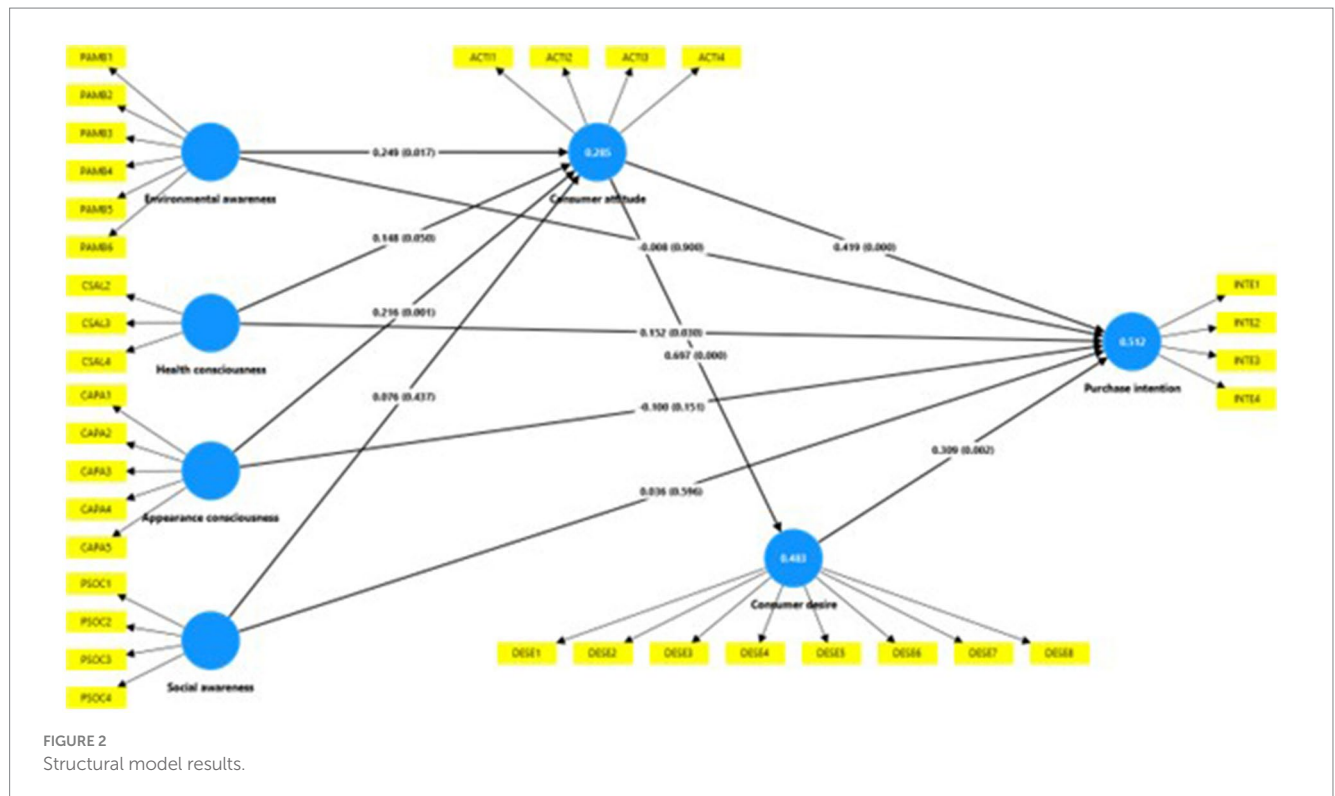 PAMB1
PAMB2
PAMB3
PAMB4
PAMB5
PAMB6
Environmental awareness
CSAL2
CSAL3
CSAL4
Health consciousness
CAPA1
CAPA2
CAPA3
CAPA4
CAPA5
Appearance consciousness
PSOC1
PSOC2
PSOC3
PSOC4
Social awareness
ACTI1 ACTI2 ACTI3 ACTI4
0.285
Consumer attitude
0.249 (0.017)
0.148 (0.050)
0.216 (0.001)
0.076 (0.437)
-0.008 (0.900)
0.419 (0.000)
0.152 (0.030)
0.697 (0.000)
-0.100 (0.151)
0.036 (0.596)
0.309 (0.002)
0.512
Purchase intention
INTE1
INTE2
INTE3
INTE4
0.483
Consumer desire
DESE1 DESE2 DESE3 DESE4 DESE5 DESE6 DESE7 DESE8
FIGURE 2
Structural model results.